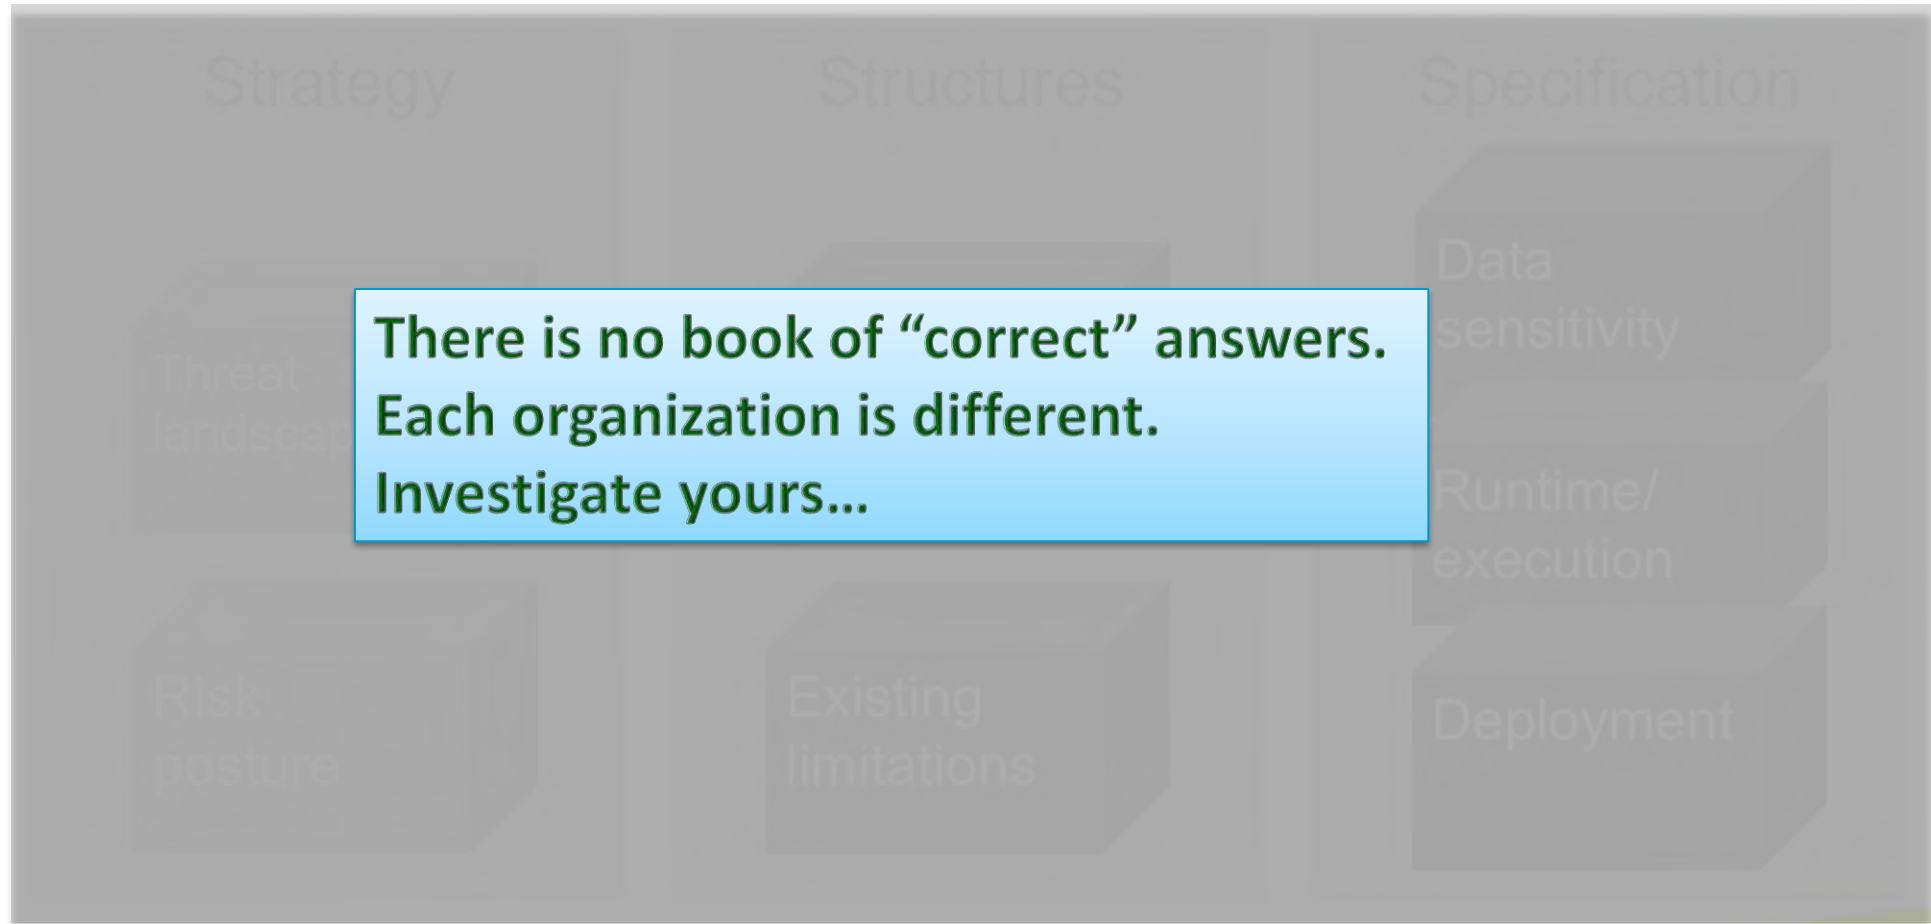 Strategy
Structures
Specification
Data
sensitivity
Threat
There is no book of “correct” answers.
Each organization is different.
Investigate yours…
Runtime/
execution
Risk
posture
Existing
limitations
Deployment